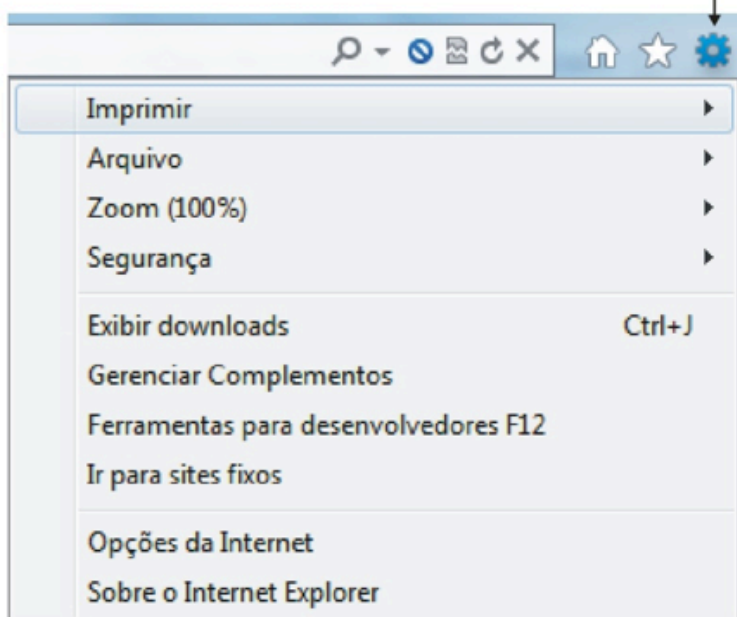 Imprimir
Arquivo
Zoom (100%)
Segurança
Exibir downloads Ctrl+J
Gerenciar Complementos
Ferramentas para desenvolvedores F12
Ir para sites fixos
Opções da Internet
Sobre o Internet Explorer